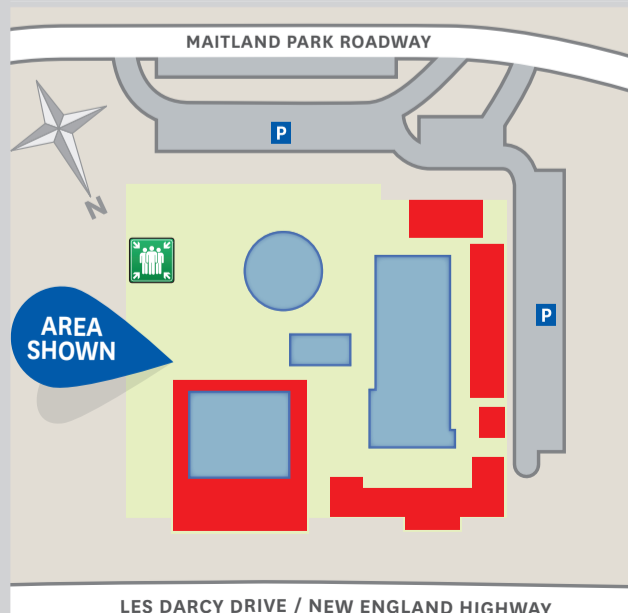 MAITLAND PARK ROADWAY
P
N
P
AREA
SHOWN
LES DARCY DRIVE / NEW ENGLAND HIGHWAY